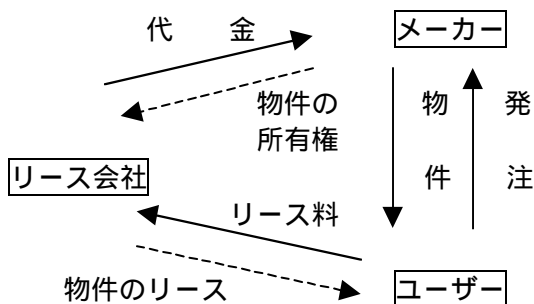 代金
メーカー
物件の
所有権
物件
発注
リース会社
リース料
物件のリース
ユーザー